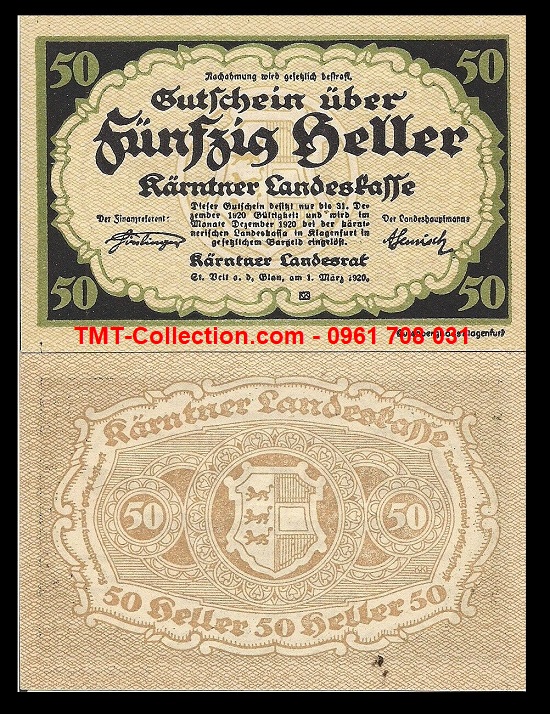 50 50
Nachahmung wird gesetzlich bestraft.
Gutschein über
Fünfzig Heller
Kärntner Landeskasse
Dieser Gutschein besitzt nur bis 31. De-
zember 1920 Gültigkeit und wird im
Monate Dezember 1920 bei der kärnt-
nerischen Landeskassa in Klagenfurt in
gesetzlichem Bargeld eingelöst.
Der Finanzreferent:
Der Landeshauptmann:
Kärntner Landesrat
St. Veit a. d. Glan, am 1. März 1920.
50 50
Gutenberghaus Klagenfurt
TMT-Collection.com - 0961 708 031
Kärntner Landeskasse
50 50
50 Heller 50 Heller 50